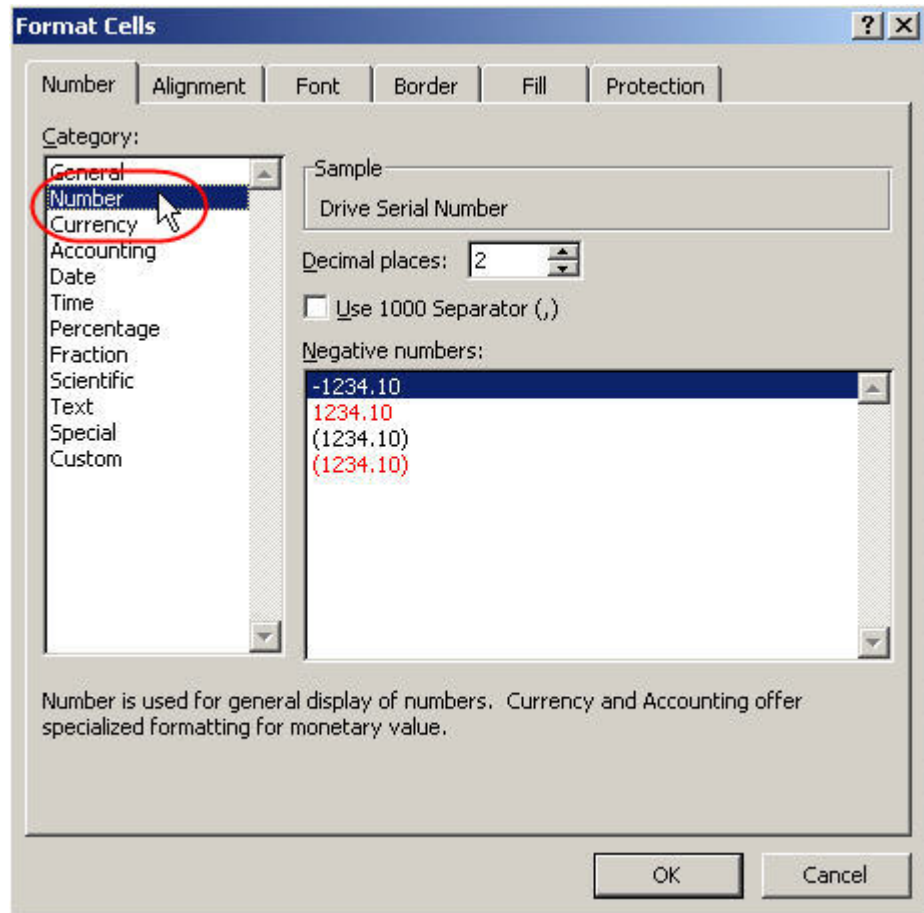 Format Cells
Number Alignment Font Border Fill Protection
Category:
General
Number
Currency
Accounting
Date
Time
Percentage
Fraction
Scientific
Text
Special
Custom
Sample
Drive Serial Number
Decimal places: 2
Use 1000 Separator (,)
Negative numbers:
-1234.10
1234.10
(1234.10)
(1234.10)
Number is used for general display of numbers.  Currency and Accounting offer
specialized formatting for monetary value.
OK Cancel